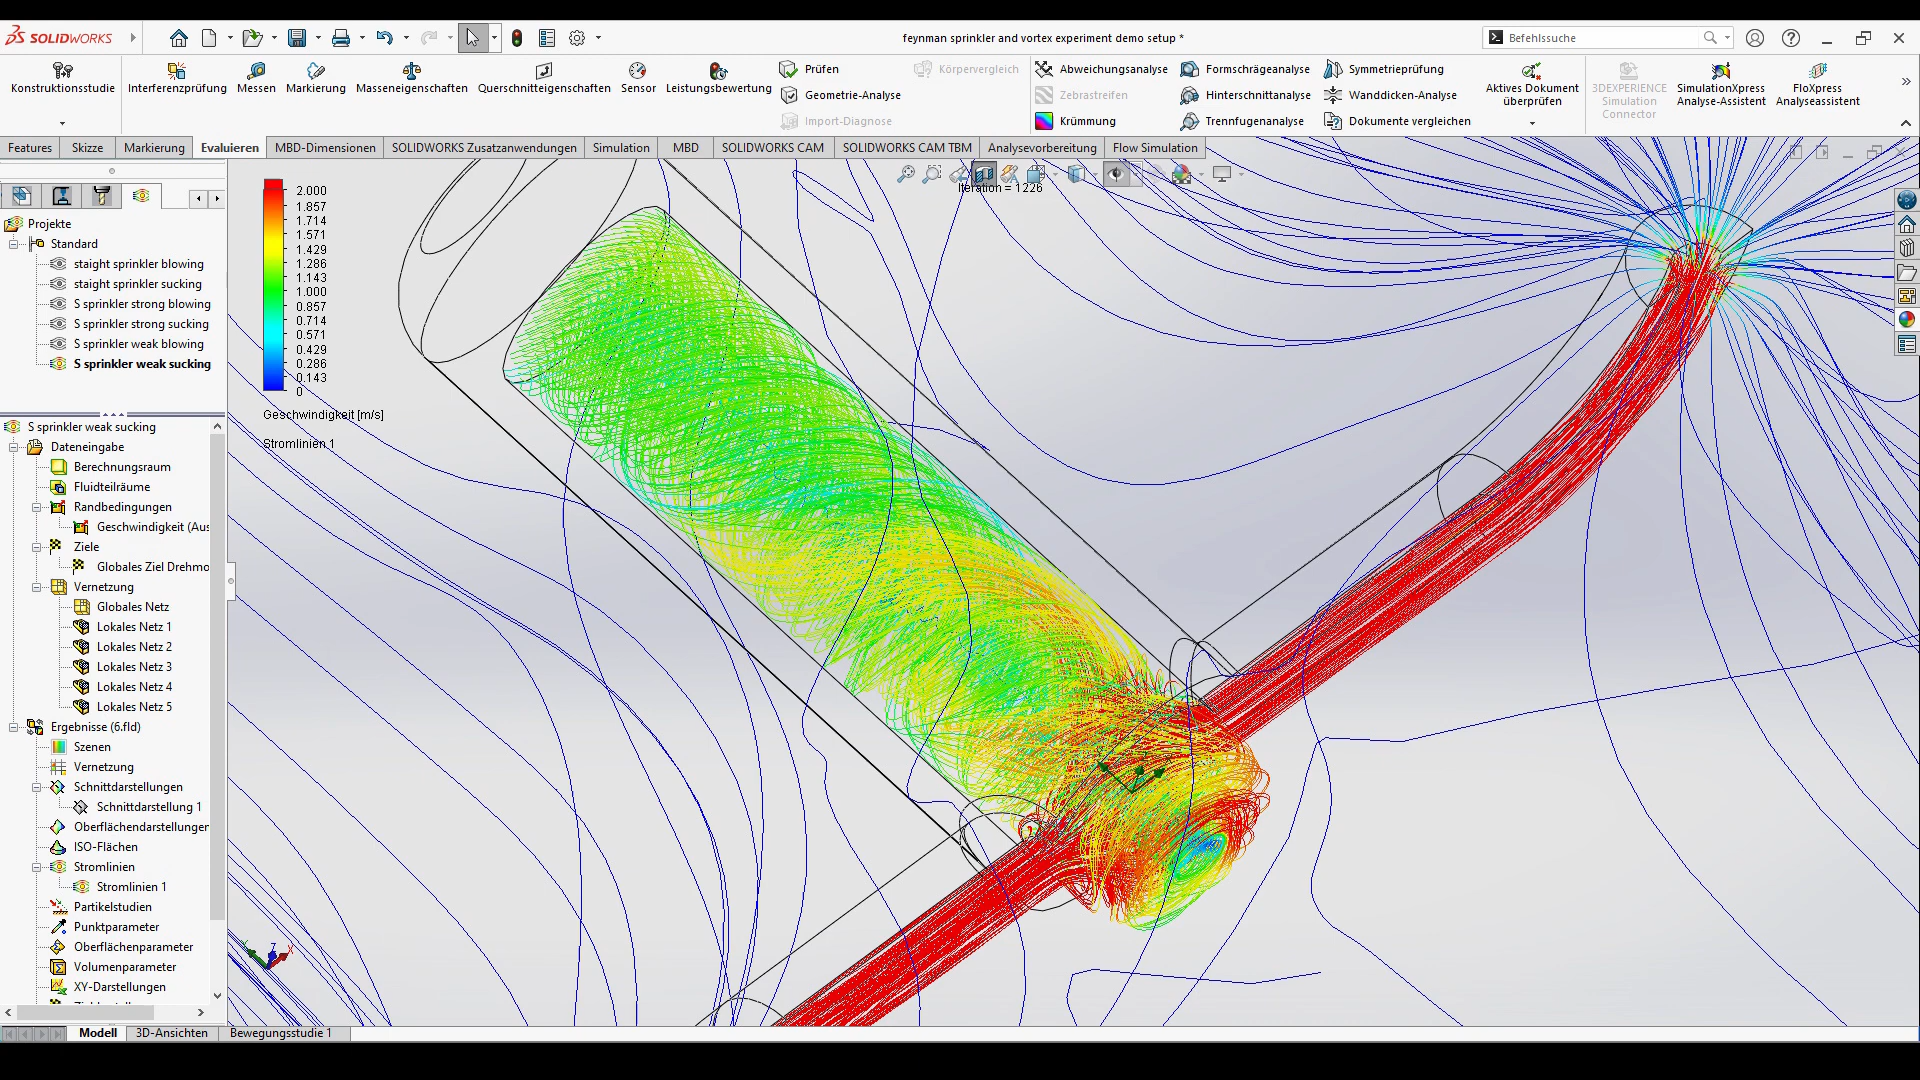 SOLIDWORKS
feynman sprinkler and vortex experiment demo setup *
Befehlssuche
Konstruktionsstudie
Interferenzprüfung
Messen
Markierung
Masseneigenschaften
Querschnitteigenschaften
Sensor
Leistungsbewertung
Prüfen
Geometrie-Analyse
Import-Diagnose
Körpervergleich
Abweichungsanalyse
Zebrastreifen
Krümmung
Formschrägeanalyse
Hinterschnittanalyse
Trennfugenanalyse
Symmetrieprüfung
Wanddicken-Analyse
Dokumente vergleichen
Aktives Dokument
überprüfen
3DEXPERIENCE
Simulation
Connector
SimulationXpress
Analyse-Assistent
FloXpress
Analyseassistent
Features
Skizze
Markierung
Evaluieren
MBD-Dimensionen
SOLIDWORKS Zusatzanwendungen
Simulation
MBD
SOLIDWORKS CAM
SOLIDWORKS CAM TBM
Analysevorbereitung
Flow Simulation
Iteration = 1226
Projekte
Standard
staight sprinkler blowing
staight sprinkler sucking
S sprinkler strong blowing
S sprinkler strong sucking
S sprinkler weak blowing
S sprinkler weak sucking
2.000
1.857
1.714
1.571
1.429
1.286
1.143
1.000
0.857
0.714
0.571
0.429
0.286
0.143
0
Geschwindigkeit [m/s]
Stromlinien 1
S sprinkler weak sucking
Dateneingabe
Berechnungsraum
Fluidteilräume
Randbedingungen
Geschwindigkeit (Aus
Ziele
Globales Ziel Drehmo
Vernetzung
Globales Netz
Lokales Netz 1
Lokales Netz 2
Lokales Netz 3
Lokales Netz 4
Lokales Netz 5
Ergebnisse (6.fld)
Szenen
Vernetzung
Schnittdarstellungen
Schnittdarstellung 1
Oberflächendarstellunger
ISO-Flächen
Stromlinien
Stromlinien 1
Partikelstudien
Punktparameter
Oberflächenparameter
Volumenparameter
XY-Darstellungen
Modell
3D-Ansichten
Bewegungsstudie 1